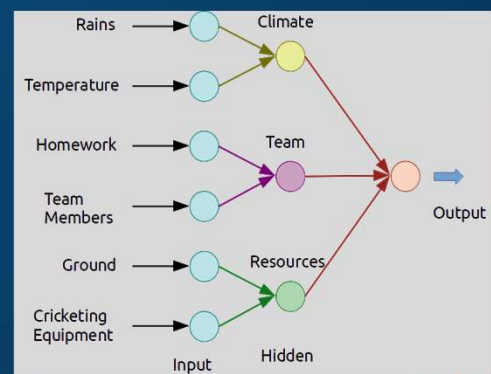 Rains
Climate
Temperature
Homework
Team
Team
Members
Output
Ground
Resources
Cricketing
Equipment
Input
Hidden